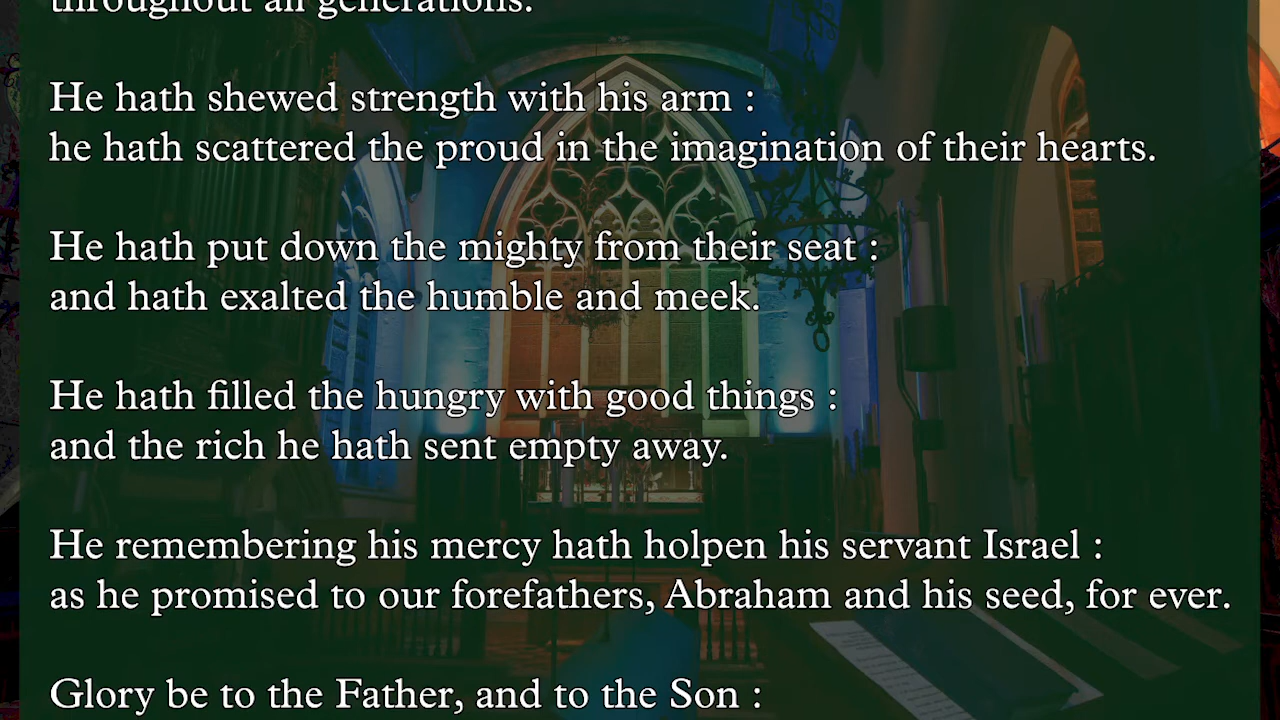 throughout all generations.
He hath shewed strength with his arm :
he hath scattered the proud in the imagination of their hearts.
He hath put down the mighty from their seat :
and hath exalted the humble and meek.
He hath filled the hungry with good things :
and the rich he hath sent empty away.
He remembering his mercy hath holpen his servant Israel :
as he promised to our forefathers, Abraham and his seed, for ever.
Glory be to the Father, and to the Son :